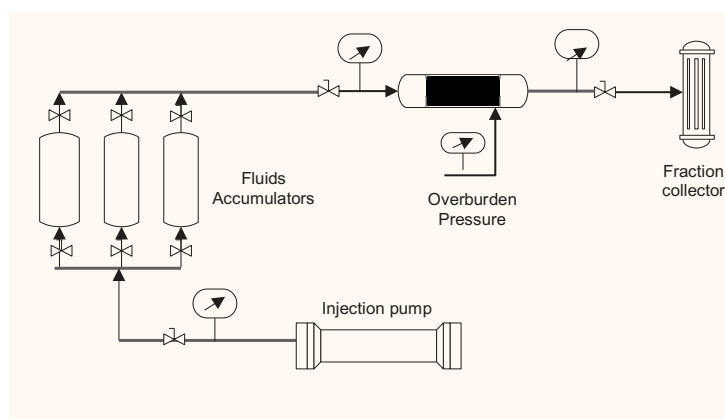 Fluids
Accumulators
Overburden
Pressure
Fraction
collector
Injection pump